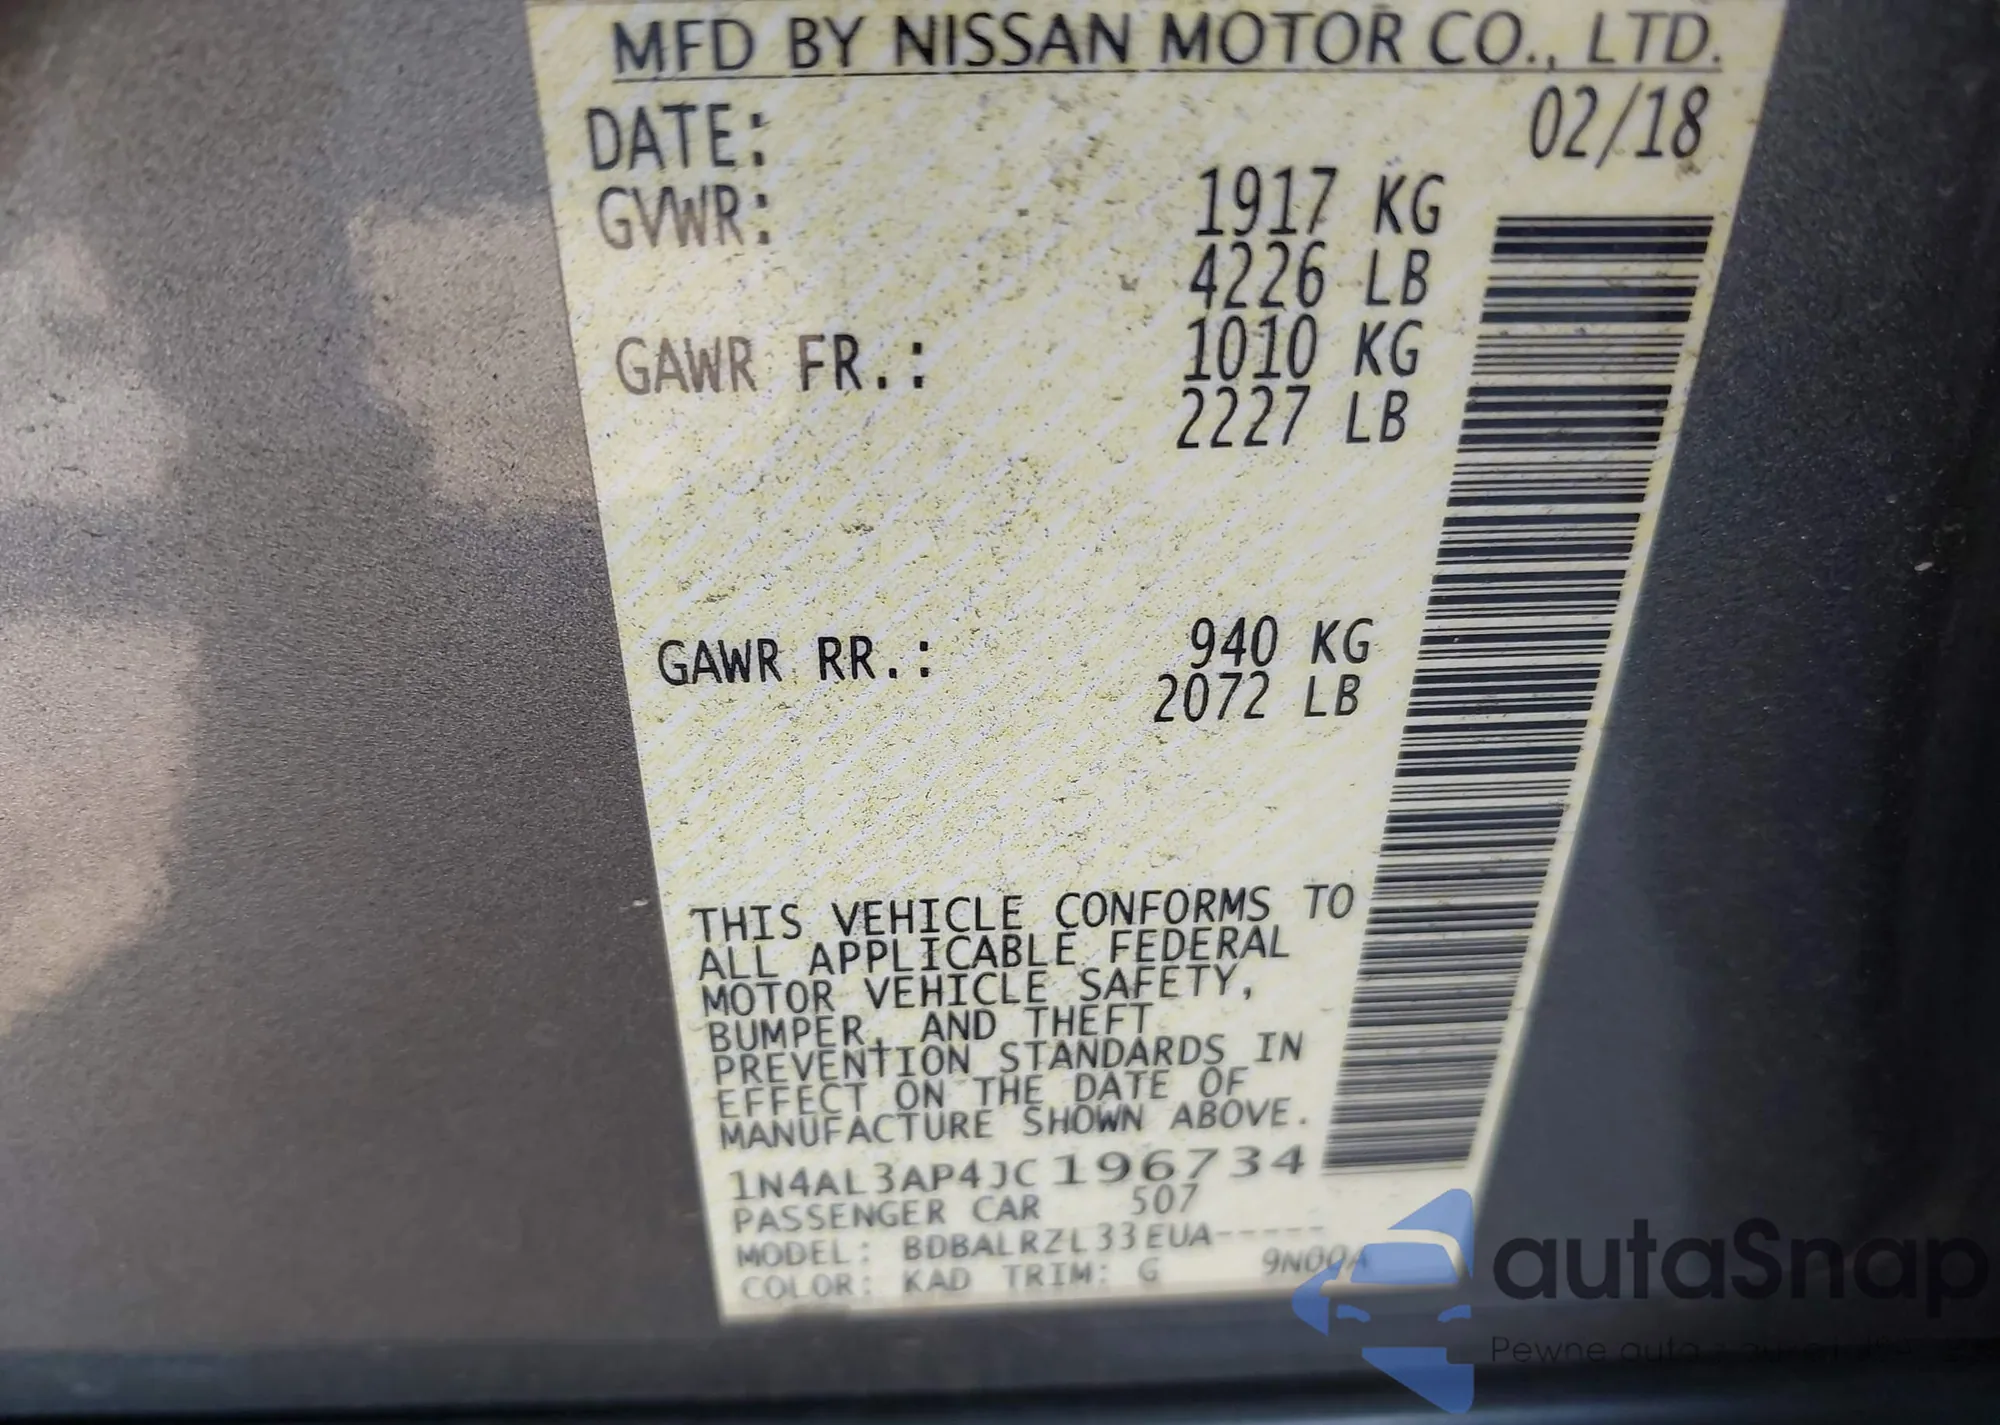 MFD BY NISSAN MOTOR CO., LTD.
DATE: 02/18
GVWR: 1917 KG
4226 LB
GAWR FR.: 1010 KG
2227 LB
GAWR RR.: 940 KG
2072 LB
THIS VEHICLE CONFORMS TO
ALL APPLICABLE FEDERAL
MOTOR VEHICLE SAFETY,
BUMPER, AND THEFT
PREVENTION STANDARDS IN
EFFECT ON THE DATE OF
MANUFACTURE SHOWN ABOVE.
1N4AL3AP4JC196734
PASSENGER CAR 507
MODEL: BDBALRZL33EUA-----
COLOR: KAD TRIM: G 9N00A
autaSnap
Pewne auta z